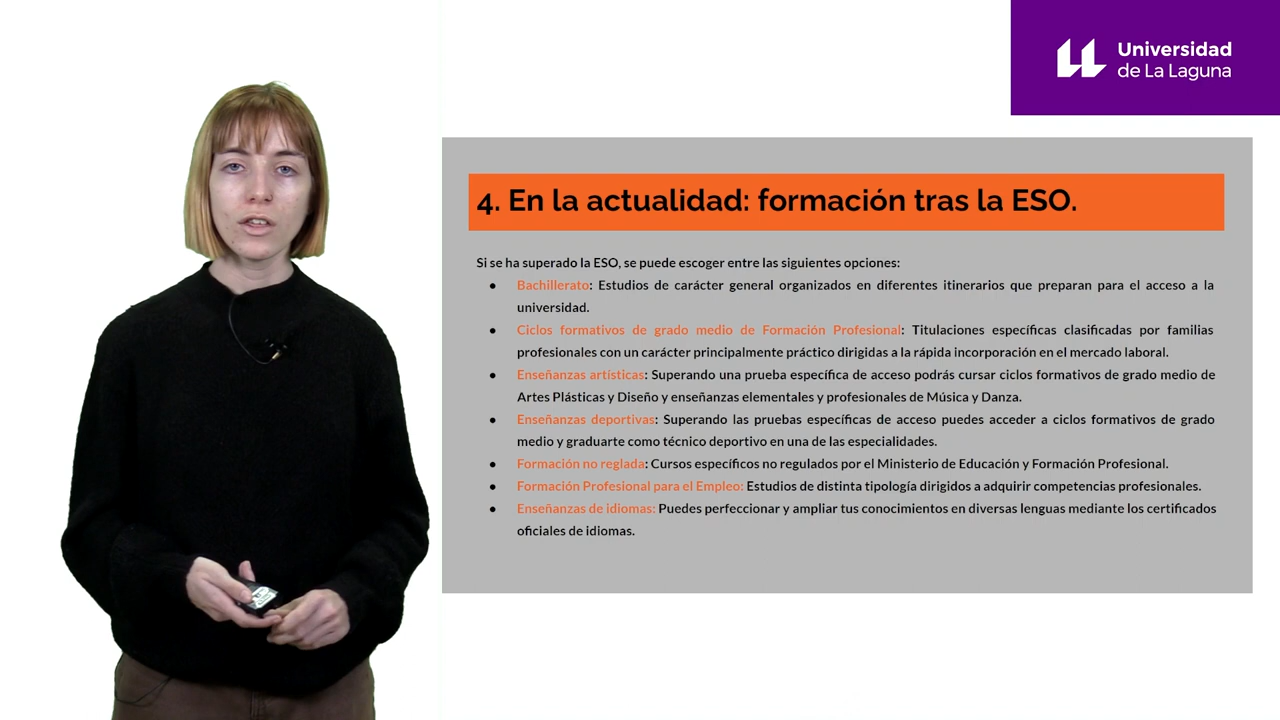 Universidad
de La Laguna
4. En la actualidad: formación tras la ESO.
Si se ha superado la ESO, se puede escoger entre las siguientes opciones:
● Bachillerato: Estudios de carácter general organizados en diferentes itinerarios que preparan para el acceso a la
universidad.
● Ciclos formativos de grado medio de Formación Profesional: Titulaciones específicas clasificadas por familias
profesionales con un carácter principalmente práctico dirigidas a la rápida incorporación en el mercado laboral.
● Enseñanzas artísticas: Superando una prueba específica de acceso podrás cursar ciclos formativos de grado medio de
Artes Plásticas y Diseño y enseñanzas elementales y profesionales de Música y Danza.
● Enseñanzas deportivas: Superando las pruebas específicas de acceso puedes acceder a ciclos formativos de grado
medio y graduarte como técnico deportivo en una de las especialidades.
● Formación no reglada: Cursos específicos no regulados por el Ministerio de Educación y Formación Profesional.
● Formación Profesional para el Empleo: Estudios de distinta tipología dirigidos a adquirir competencias profesionales.
● Enseñanzas de idiomas: Puedes perfeccionar y ampliar tus conocimientos en diversas lenguas mediante los certificados
oficiales de idiomas.